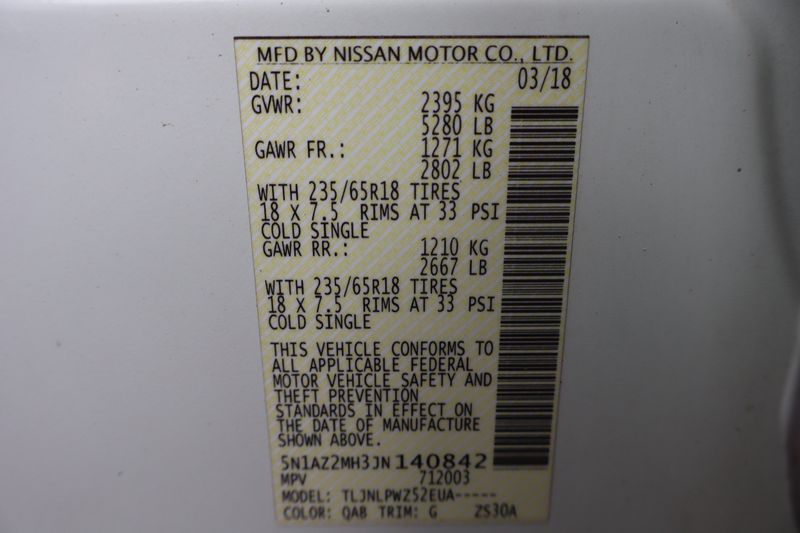 MFD BY NISSAN MOTOR CO., LTD.
DATE: 03/18
GVWR: 2395 KG
5280 LB
GAWR FR.: 1271 KG
2802 LB
WITH 235/65R18 TIRES
18 X 7.5 RIMS AT 33 PSI
COLD SINGLE
GAWR RR.: 1210 KG
2667 LB
WITH 235/65R18 TIRES
18 X 7.5 RIMS AT 33 PSI
COLD SINGLE
THIS VEHICLE CONFORMS TO
ALL APPLICABLE FEDERAL
MOTOR VEHICLE SAFETY AND
THEFT PREVENTION
STANDARDS IN EFFECT ON
THE DATE OF MANUFACTURE
SHOWN ABOVE.
5N1AZ2MH3JN140842
MPV 712003
MODEL: TLJNLPWZ52EUA-----
COLOR: QAB TRIM: G ZS30A